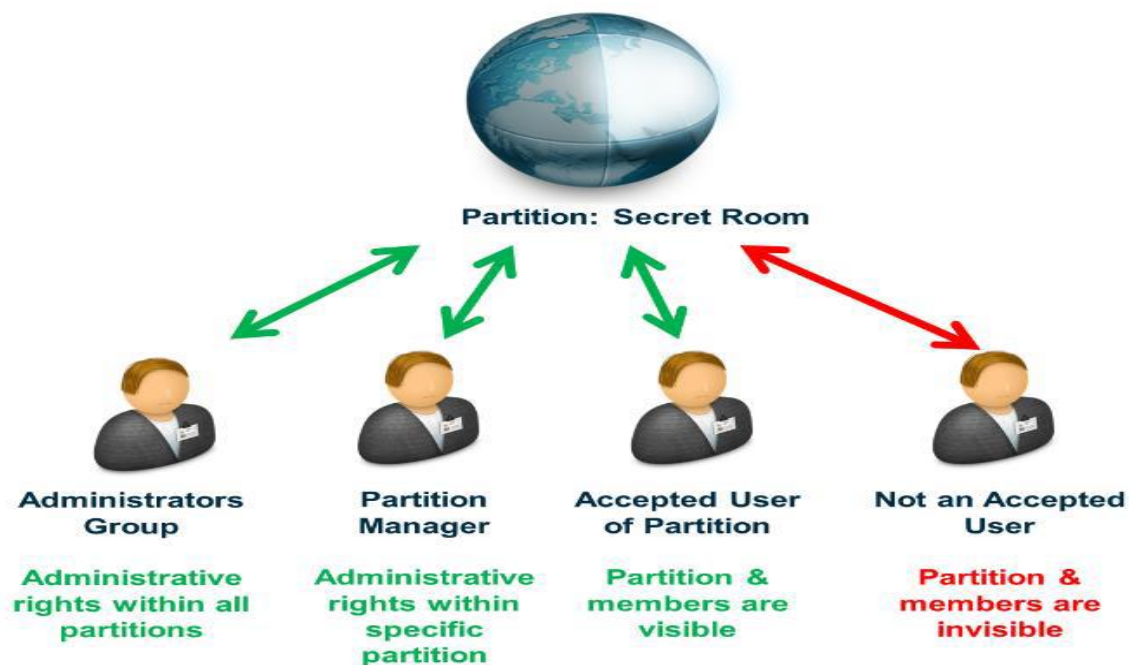 Partition: Secret Room
Administrators
Group
Partition
Manager
Accepted User
of Partition
Not an Accepted
User
Administrative
rights within all
partitions
Administrative
rights within
specific
partition
Partition &
members are
visible
Partition &
members are
invisible